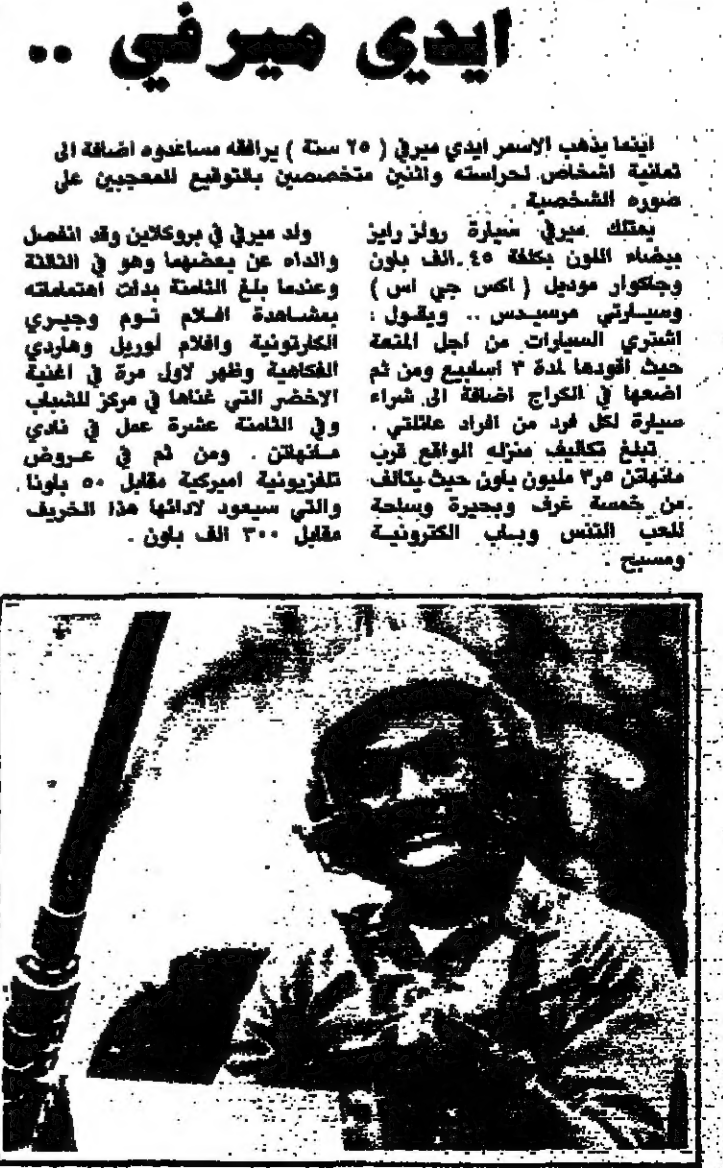 ايدي ميرفي ..
اينما يذهب الاسمر ايدي ميرفي ( ٢٥ سنة ) يرافقه مساعدوه اضافة الى
ثمانية اشخاص لحراسته واثنين متخصصين بالتوقيع للمعجبين على
صوره الشخصية .
يمتلك ميرفي سيارة رولز رايز
بيضاء اللون بكلفة ٤٥ الف باون
وجاكوار موديل ( اكس جي اس )
وسيارتي مرسيدس .. ويقول :
اشتري السيارات من اجل المتعة
حيث اقودها لمدة ٣ اسابيع ومن ثم
اضعها في الكراج اضافة الى شراء
سيارة لكل فرد من افراد عائلتي .
تبلغ تكاليف منزله الواقع قرب
مانهاتن ٣٫٥ مليون باون حيث يتالف
من خمسة غرف وبحيرة وساحة
للعب التنس وباب الكترونية
ومسبح .
ولد ميرفي في بروكلاين وقد انفصل
والداه عن بعضهما وهو في الثالثة
وعندما بلغ الثامنة بدات اهتماماته
بمشاهدة افلام توم وجيري
الكارتونية وافلام لوريل وهاردي
الفكاهية وظهر لاول مرة في اغنية
الاخضر التي غناها في مركز للشباب
وفي الثامنة عشرة عمل في نادي
مانهاتن . ومن ثم في عروض
تلفزيونية اميركية مقابل ٥٠ باونا
والتي سيعود لادائها هذا الخريف
مقابل ٣٠٠ الف باون .